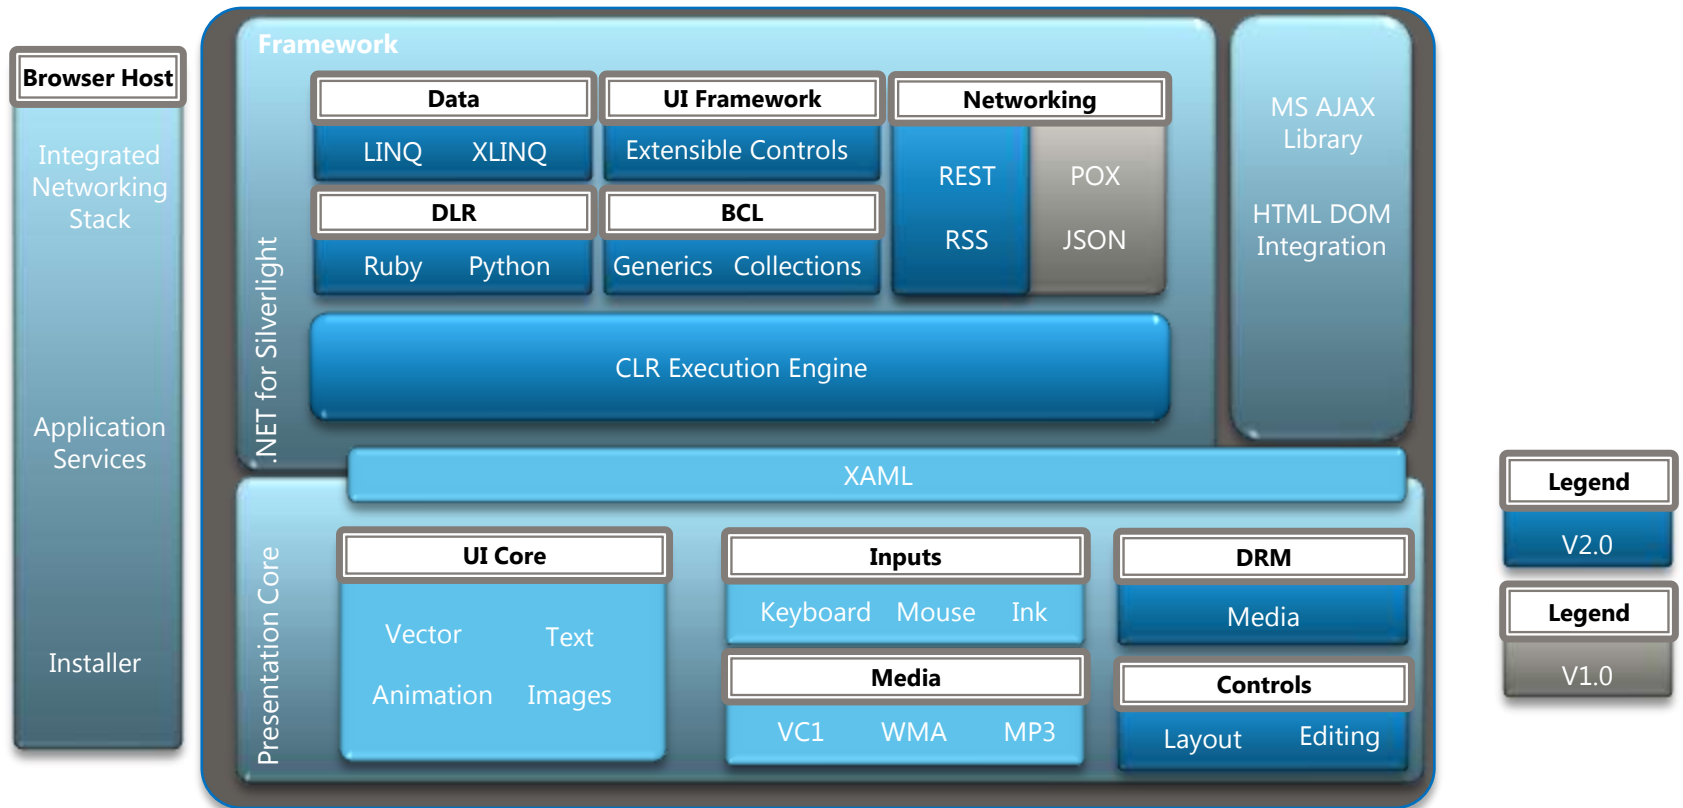 Browser Host
Integrated
Networking
Stack
Application
Services
Installer
Framework
.NET for Silverlight
Data
LINQ XLINQ
UI Framework
Extensible Controls
Networking
REST POX
RSS JSON
DLR
Ruby Python
BCL
Generics Collections
CLR Execution Engine
MS AJAX
Library
HTML DOM
Integration
XAML
Presentation Core
UI Core
Vector Text
Animation Images
Inputs
Keyboard Mouse Ink
Media
VC1 WMA MP3
DRM
Media
Controls
Layout Editing
Legend
V2.0
Legend
V1.0